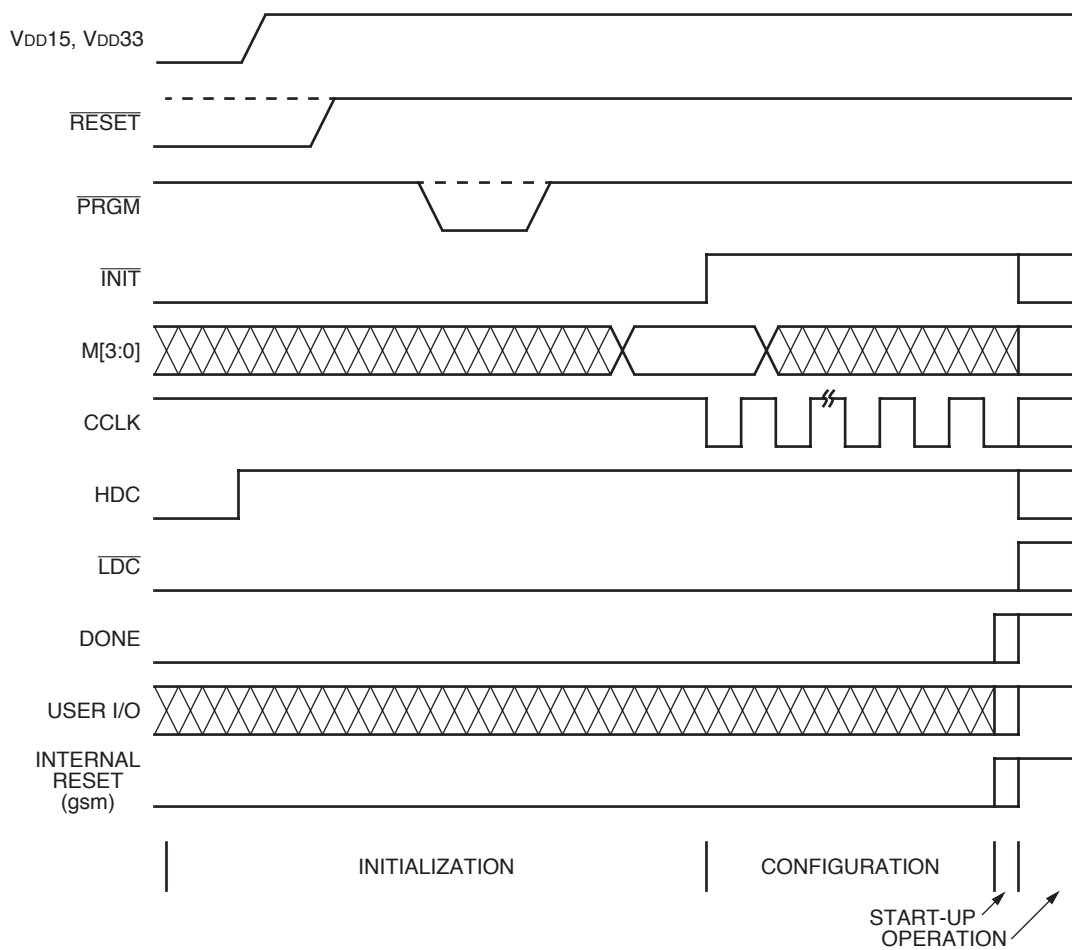 VDD15, VDD33
RESET
PRGM
INIT
M[3:0]
CCLK
HDC
LDC
DONE
USER I/O
INTERNAL
RESET
(gsm)
INITIALIZATION
CONFIGURATION
START-UP
OPERATION